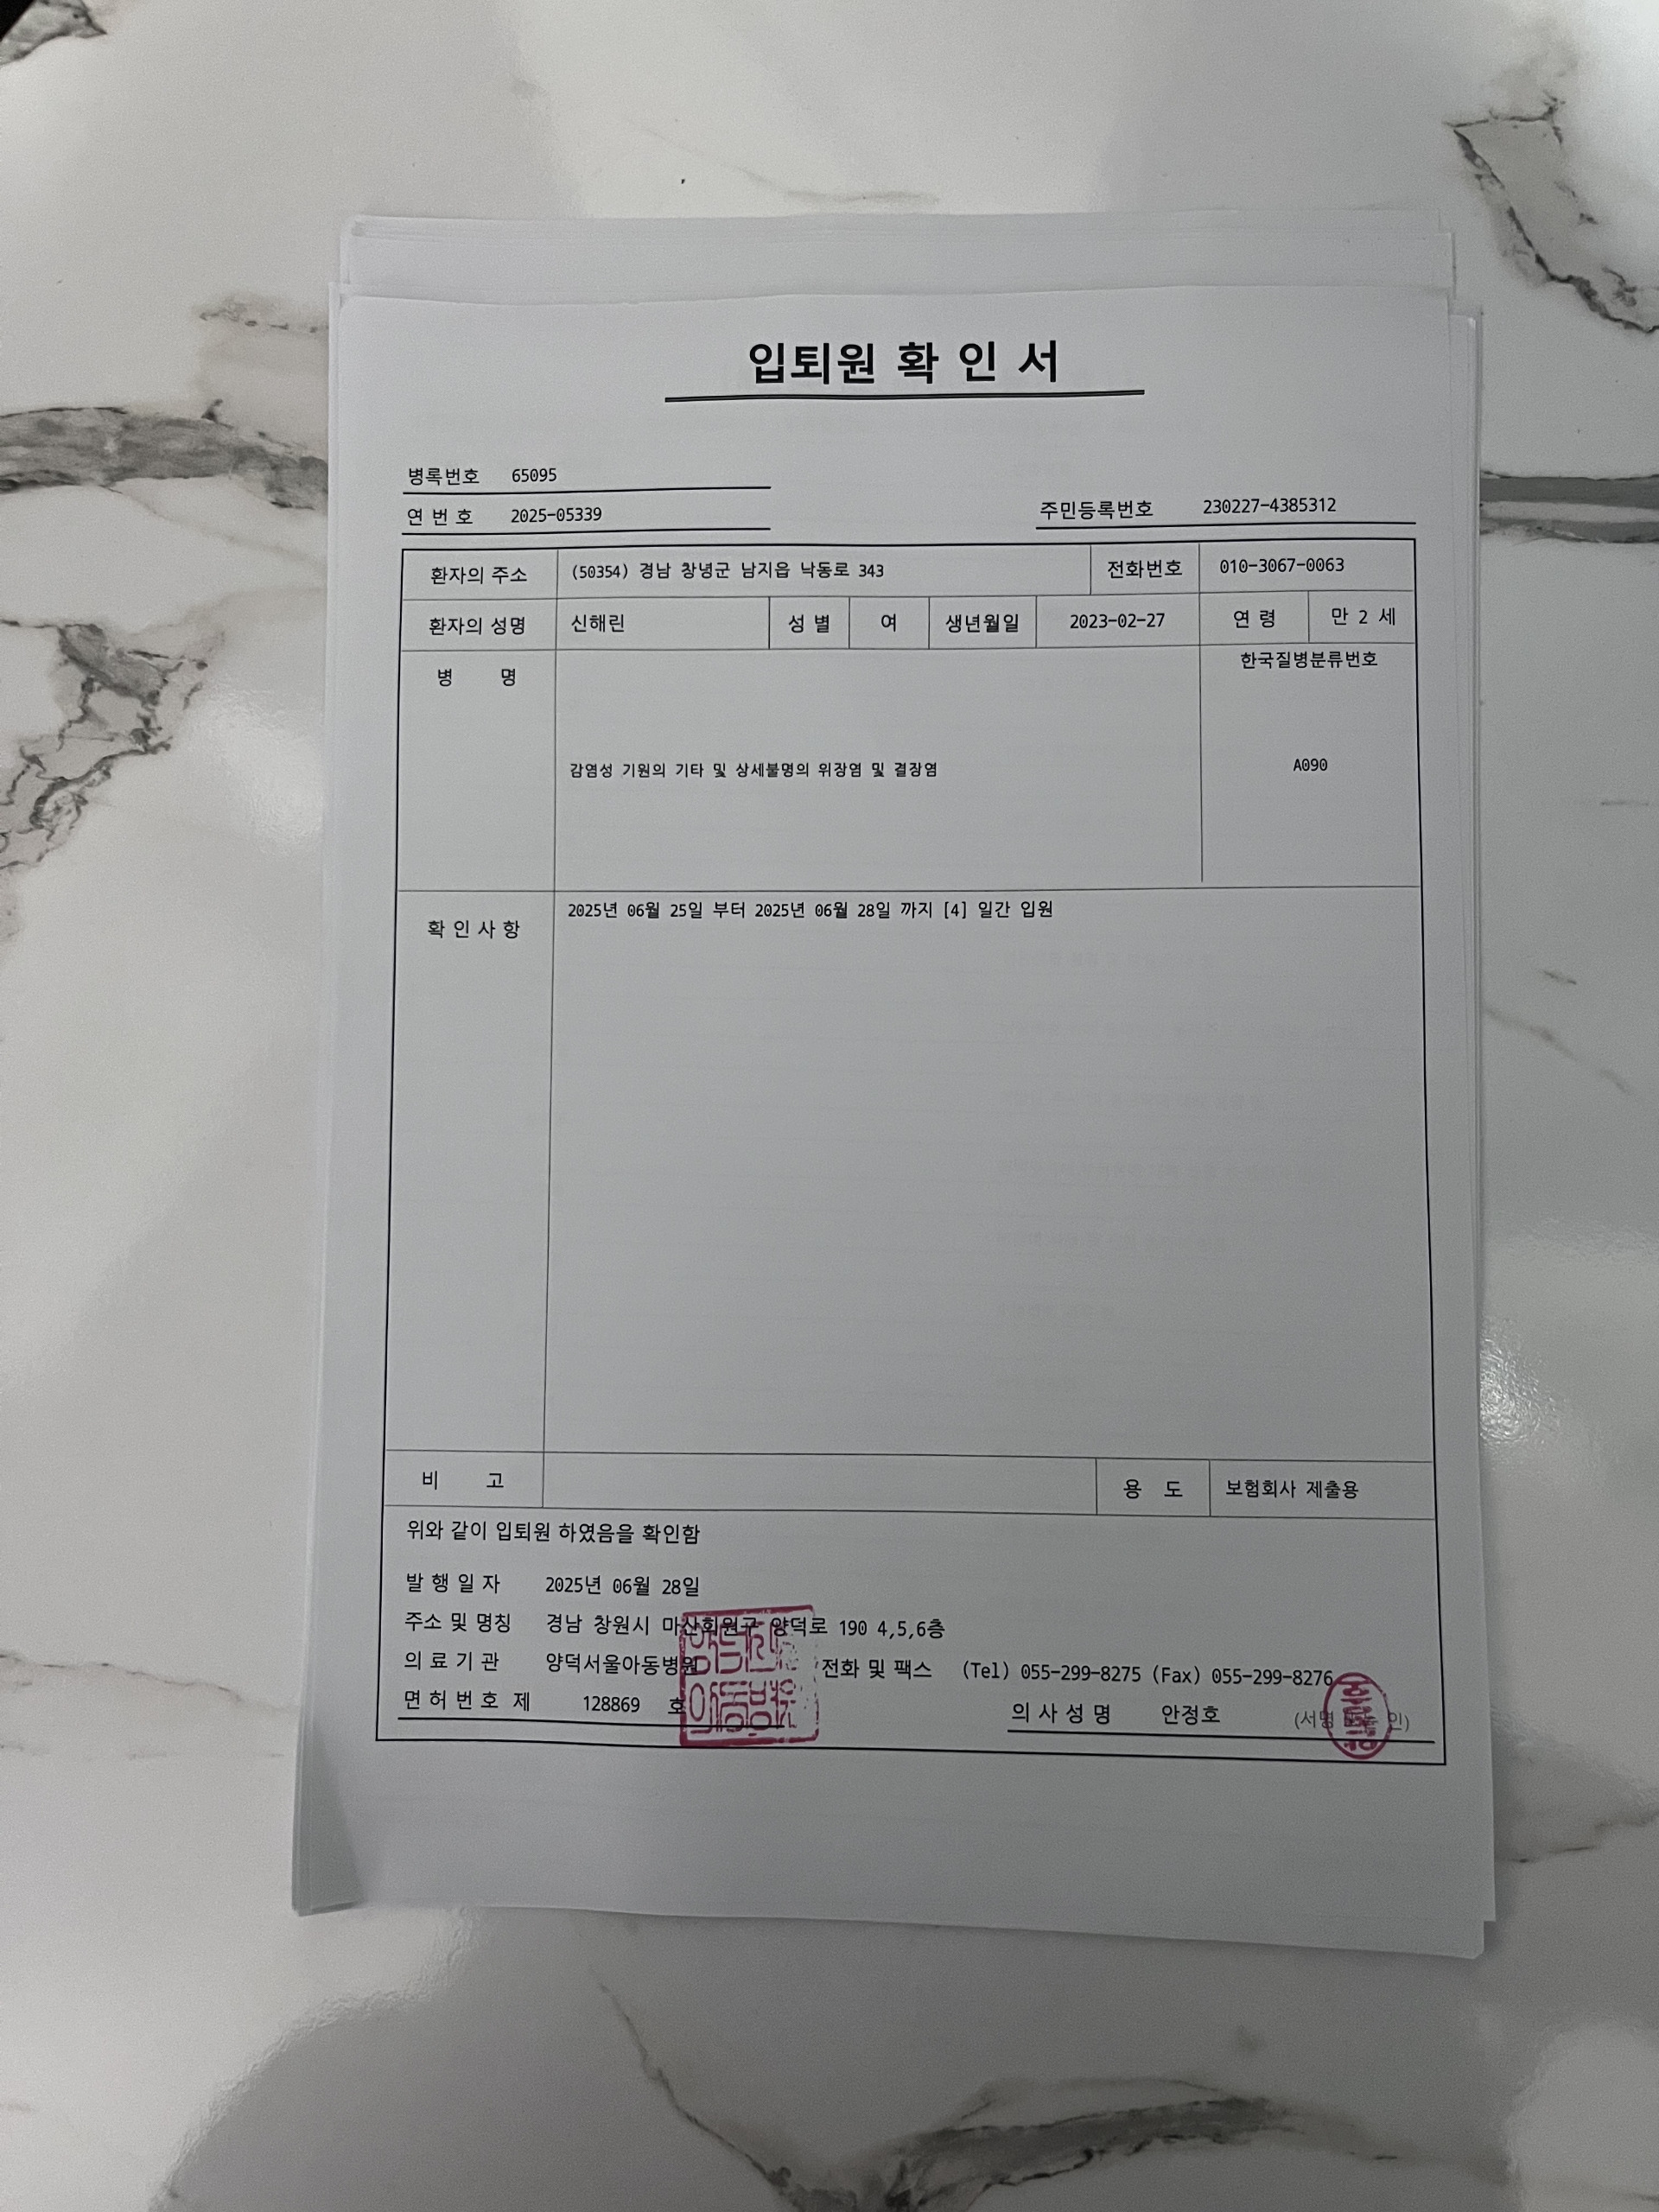 입퇴원 확 인 서
병록번호 65095
연 번 호 2025-05339
주민등록번호 230227-4385312
환자의 주소 (50354) 경남 창녕군 남지읍 낙동로 343 전화번호 010-3067-0063
환자의 성명 신해린 성 별 여 생년월일 2023-02-27 연 령 만 2 세
병 명 한국질병분류번호
감염성 기원의 기타 및 상세불명의 위장염 및 결장염 A090
확 인 사 항 2025년 06월 25일 부터 2025년 06월 28일 까지 [4] 일간 입원
비 고 용 도 보험회사 제출용
위와 같이 입퇴원 하였음을 확인함
발 행 일 자 2025년 06월 28일
주소 및 명칭 경남 창원시 마산회원구 양덕로 190 4,5,6층
의 료 기 관 양덕서울아동병원 전화 및 팩스 (Tel) 055-299-8275 (Fax) 055-299-8276
면 허 번 호 제 128869 호 의 사 성 명 안정호 (서명 또는 인)